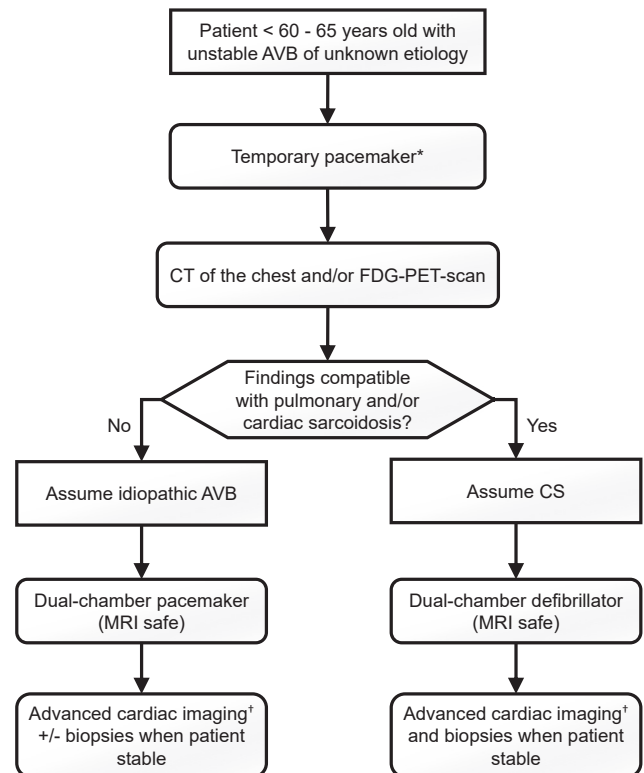 Patient < 60 - 65 years old with
unstable AVB of unknown etiology
Temporary pacemaker*
CT of the chest and/or FDG-PET-scan
Findings compatible
with pulmonary and/or
cardiac sarcoidosis?
No
Yes
Assume idiopathic AVB
Assume CS
Dual-chamber pacemaker
(MRI safe)
Dual-chamber defibrillator
(MRI safe)
Advanced cardiac imaging†
+/- biopsies when patient
stable
Advanced cardiac imaging†
and biopsies when patient
stable